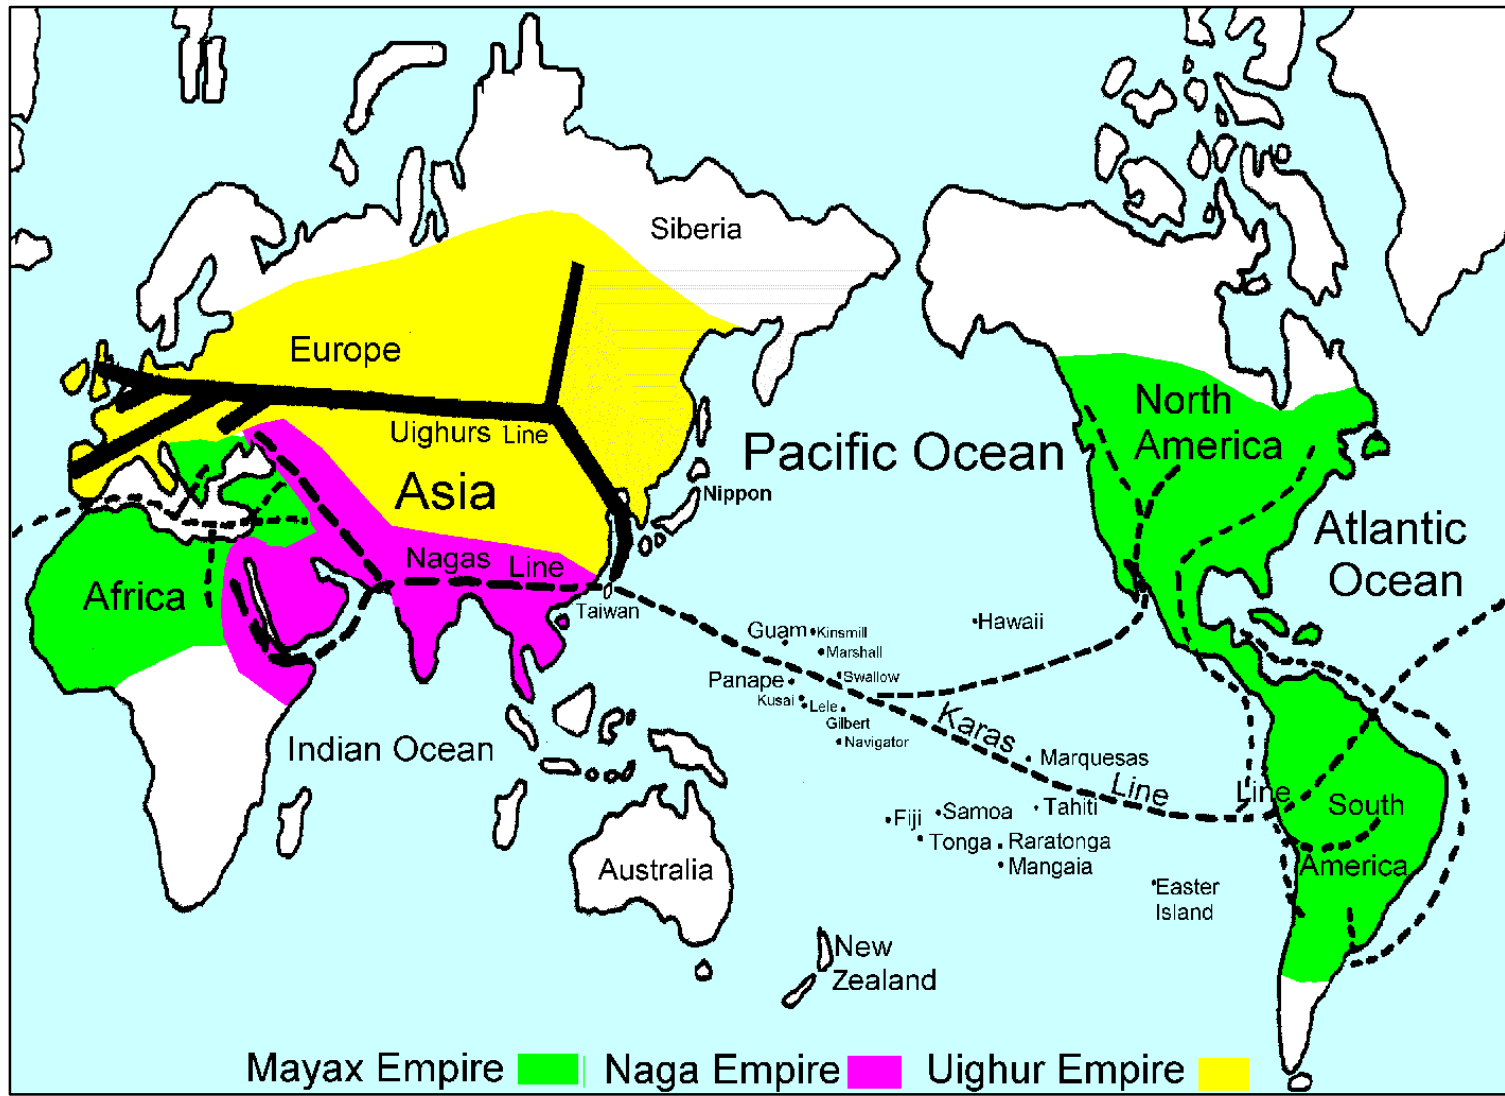 Siberia
Europe
Uighurs Line
Asia
Pacific Ocean
Nippon
North
America
Atlantic
Ocean
Nagas Line
Africa
Taiwan
Hawaii
Guam
Kinsmill
Marshall
Panape
Swallow
Kusai
Lele
Gilbert
Navigator
Indian Ocean
Karas
Line
Line
Marquesas
Tahiti
Fiji
Samoa
Tonga
Raratonga
Mangaia
South
America
Australia
Easter
Island
New
Zealand
Mayax Empire
Naga Empire
Uighur Empire